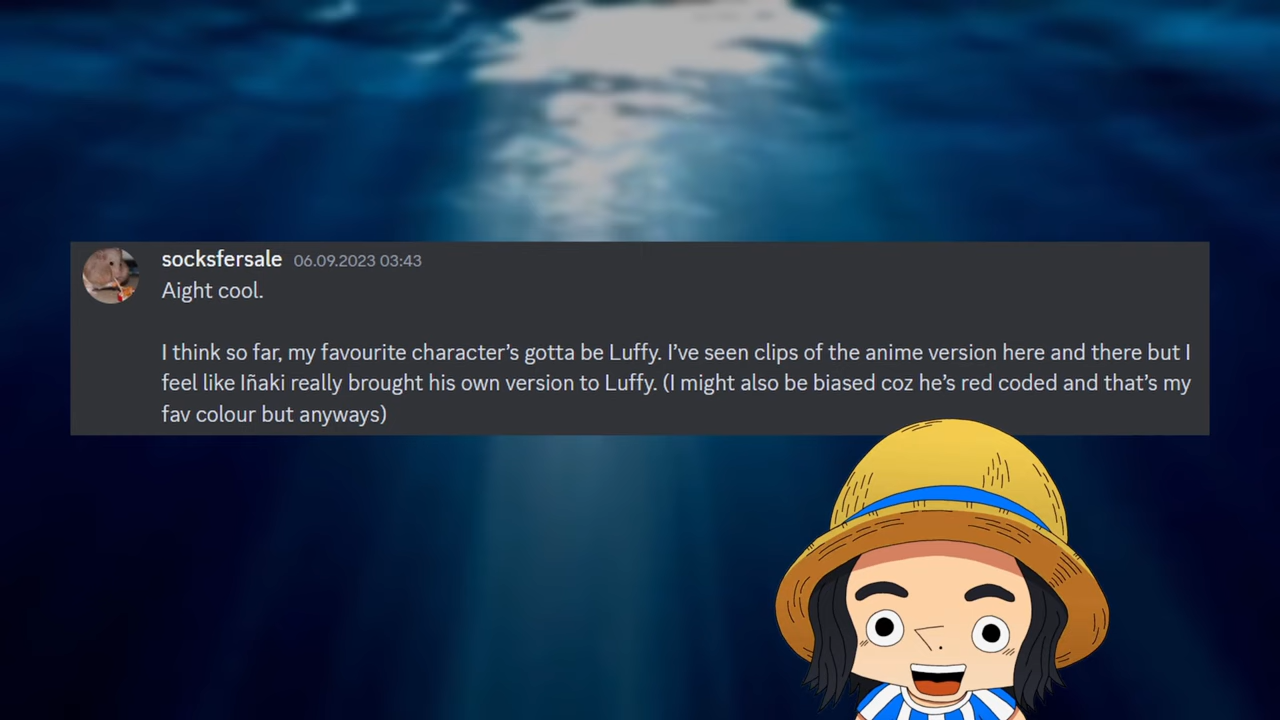 socksfersale 06.09.2023 03:43
Aight cool.
I think so far, my favourite character’s gotta be Luffy. I’ve seen clips of the anime version here and there but I
feel like Iñaki really brought his own version to Luffy. (I might also be biased coz he’s red coded and that’s my
fav colour but anyways)